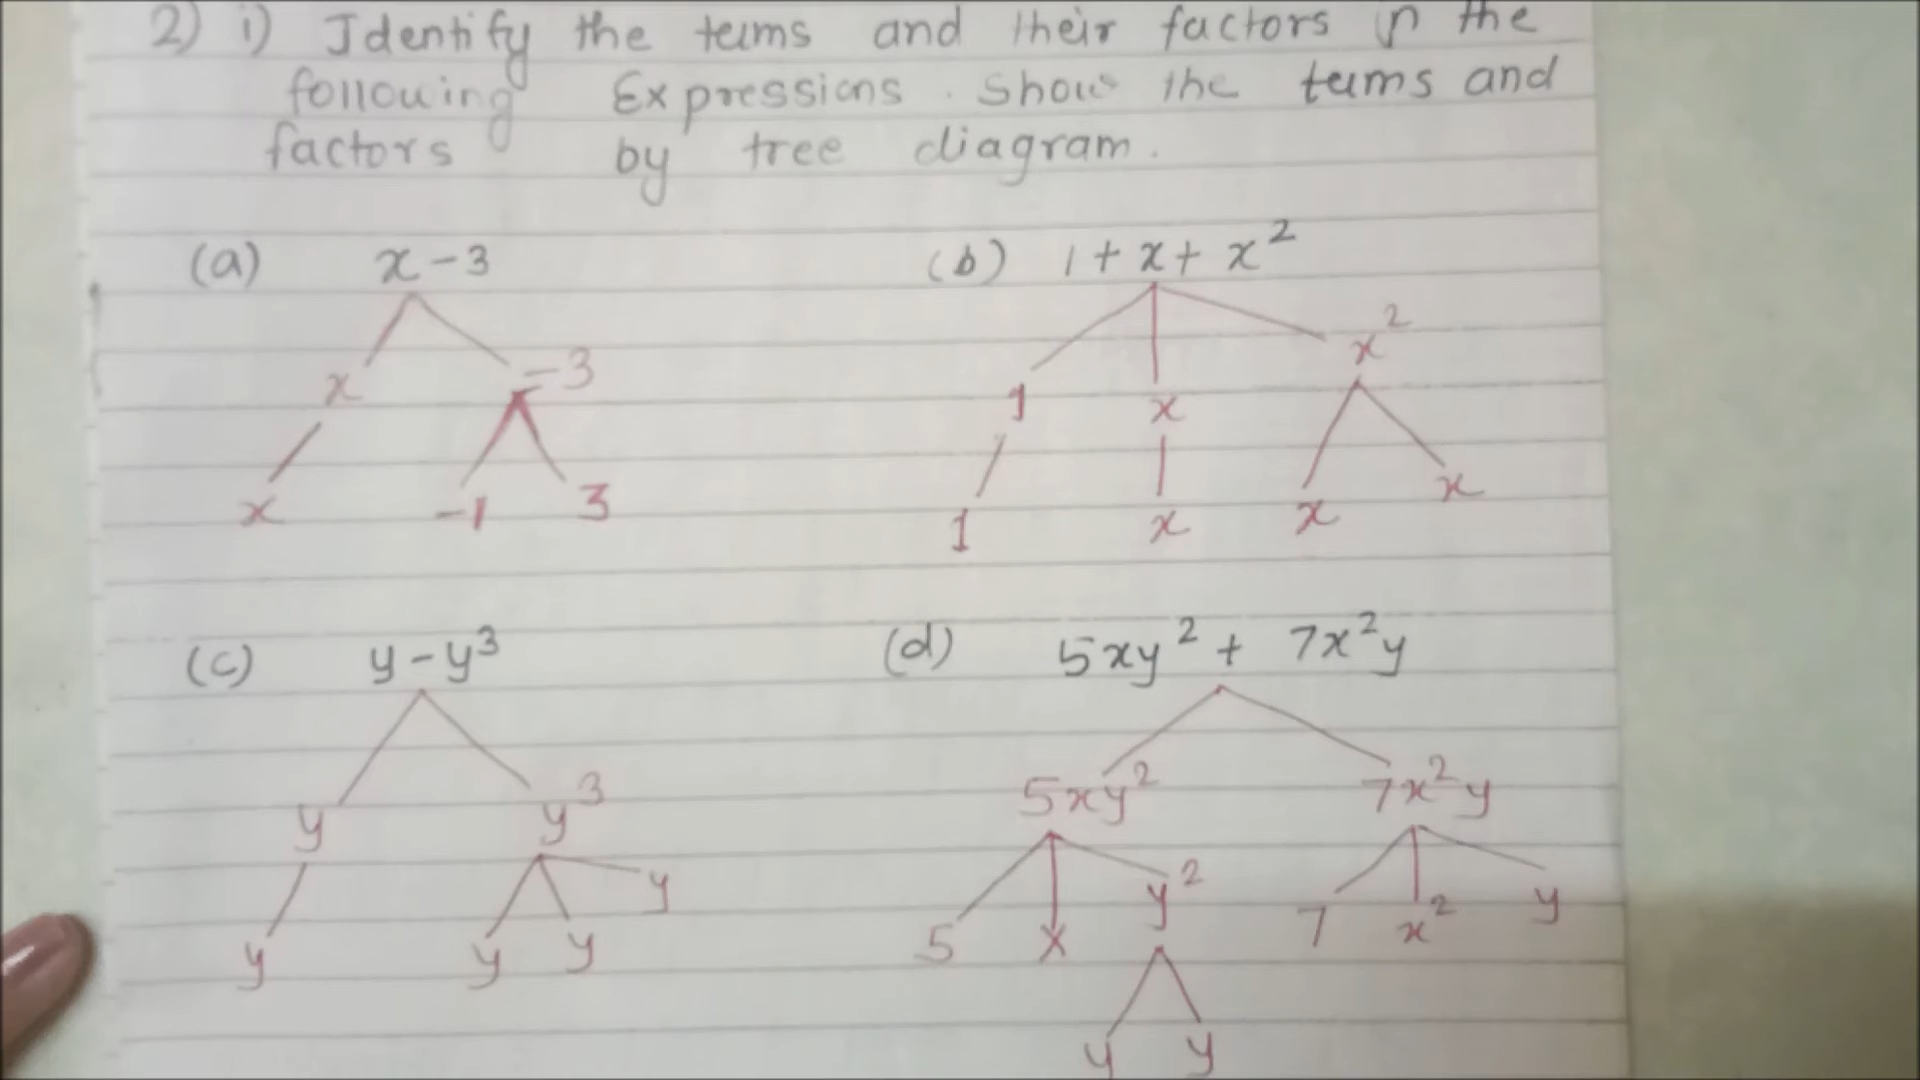 2) i) Identify the terms and their factors in the
following Expressions. Show the terms and
factors by tree diagram.
(a) x - 3
x -3
x -1 3
(b) 1 + x + x²
1 x x²
1 x x x
(c) y - y³
y y³
y y y y
(d) 5xy² + 7x²y
5xy² 7x²y
5 x y² 7 x² y
y y